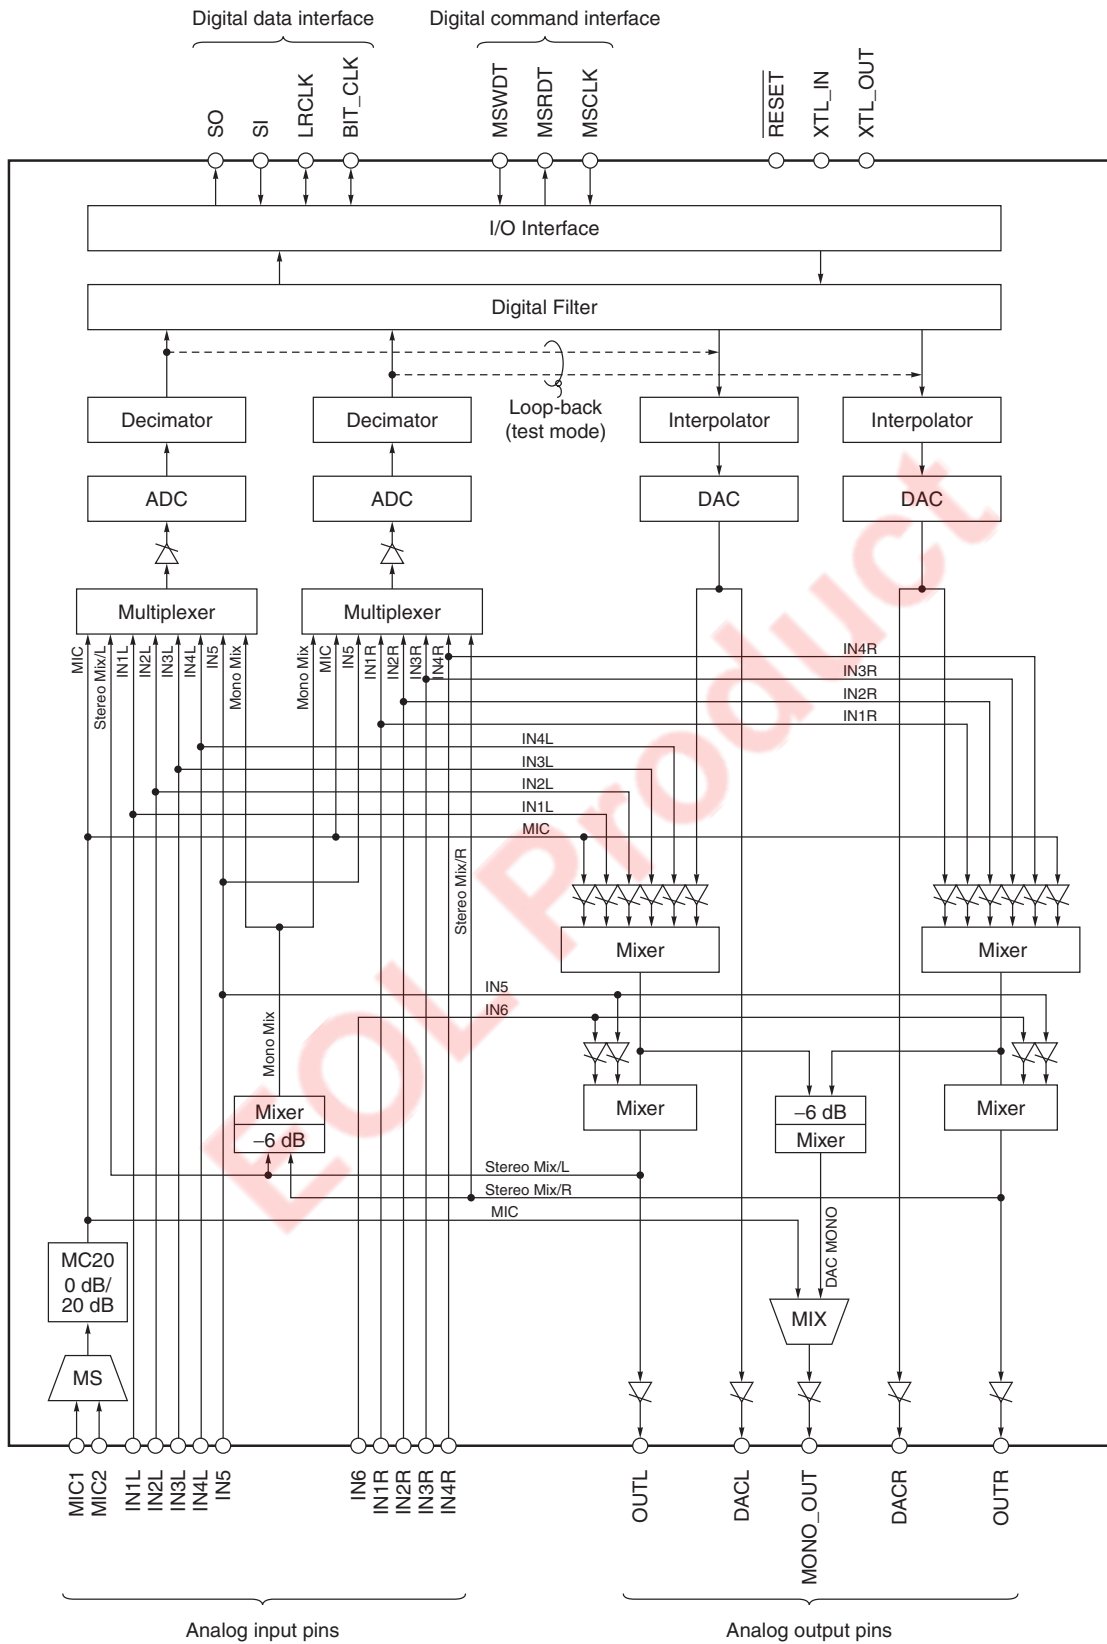 Digital data interface
Digital command interface
SO
SI
LRCLK
BIT_CLK
MSWDT
MSRDT
MSCLK
RESET
XTL_IN
XTL_OUT
I/O Interface
Digital Filter
Loop-back
(test mode)
Decimator
Decimator
Interpolator
Interpolator
ADC
ADC
DAC
DAC
Multiplexer
Multiplexer
MIC
Stereo Mix/L
IN1L
IN2L
IN3L
IN4L
IN5
Mono Mix
Mono Mix
MIC
IN5
IN1R
IN2R
IN3R
IN4R
IN4R
IN3R
IN2R
IN1R
IN4L
IN3L
IN2L
IN1L
MIC
Stereo Mix/R
Mixer
Mixer
IN5
IN6
Mono Mix
Mixer
–6 dB
Mixer
–6 dB
Mixer
Mixer
Stereo Mix/L
Stereo Mix/R
MIC
DAC MONO
MC20
0 dB/
20 dB
MIX
MS
MIC1
MIC2
IN1L
IN2L
IN3L
IN4L
IN5
IN6
IN1R
IN2R
IN3R
IN4R
OUTL
DACL
MONO_OUT
DACR
OUTR
Analog input pins
Analog output pins
EOL Product